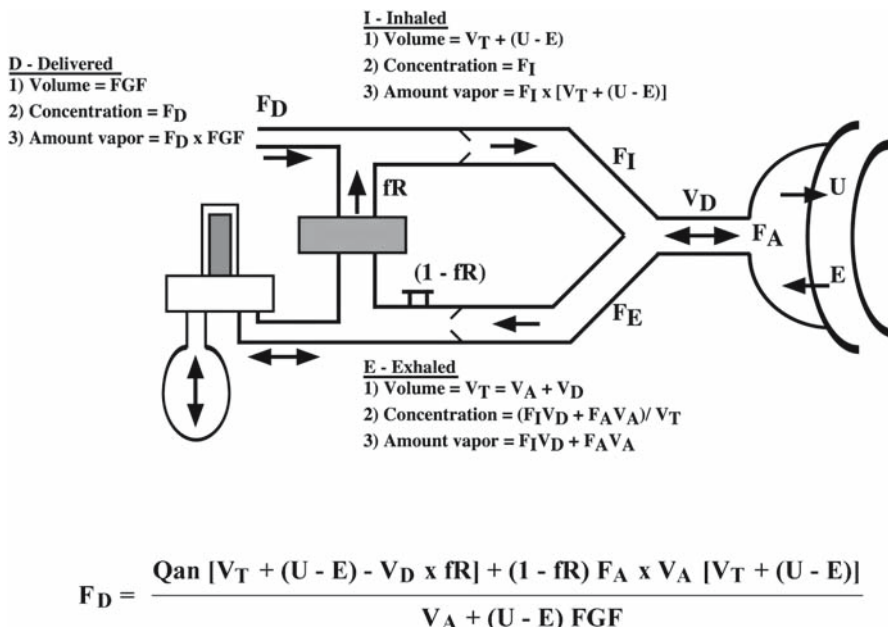 I - Inhaled
1) Volume = VT + (U - E)
2) Concentration = FI
3) Amount vapor = FI x [VT + (U - E)]
D - Delivered
1) Volume = FGF
2) Concentration = FD
3) Amount vapor = FD x FGF
FD
fR
FI
VD
U
FA
(1 - fR)
E
FE
E - Exhaled
1) Volume = VT = VA + VD
2) Concentration = (FIVD + FAVA)/ VT
3) Amount vapor = FIVD + FAVA
Qan [VT + (U - E) - VD x fR] + (1 - fR) FA x VA [VT + (U - E)]
FD =
VA + (U - E) FGF